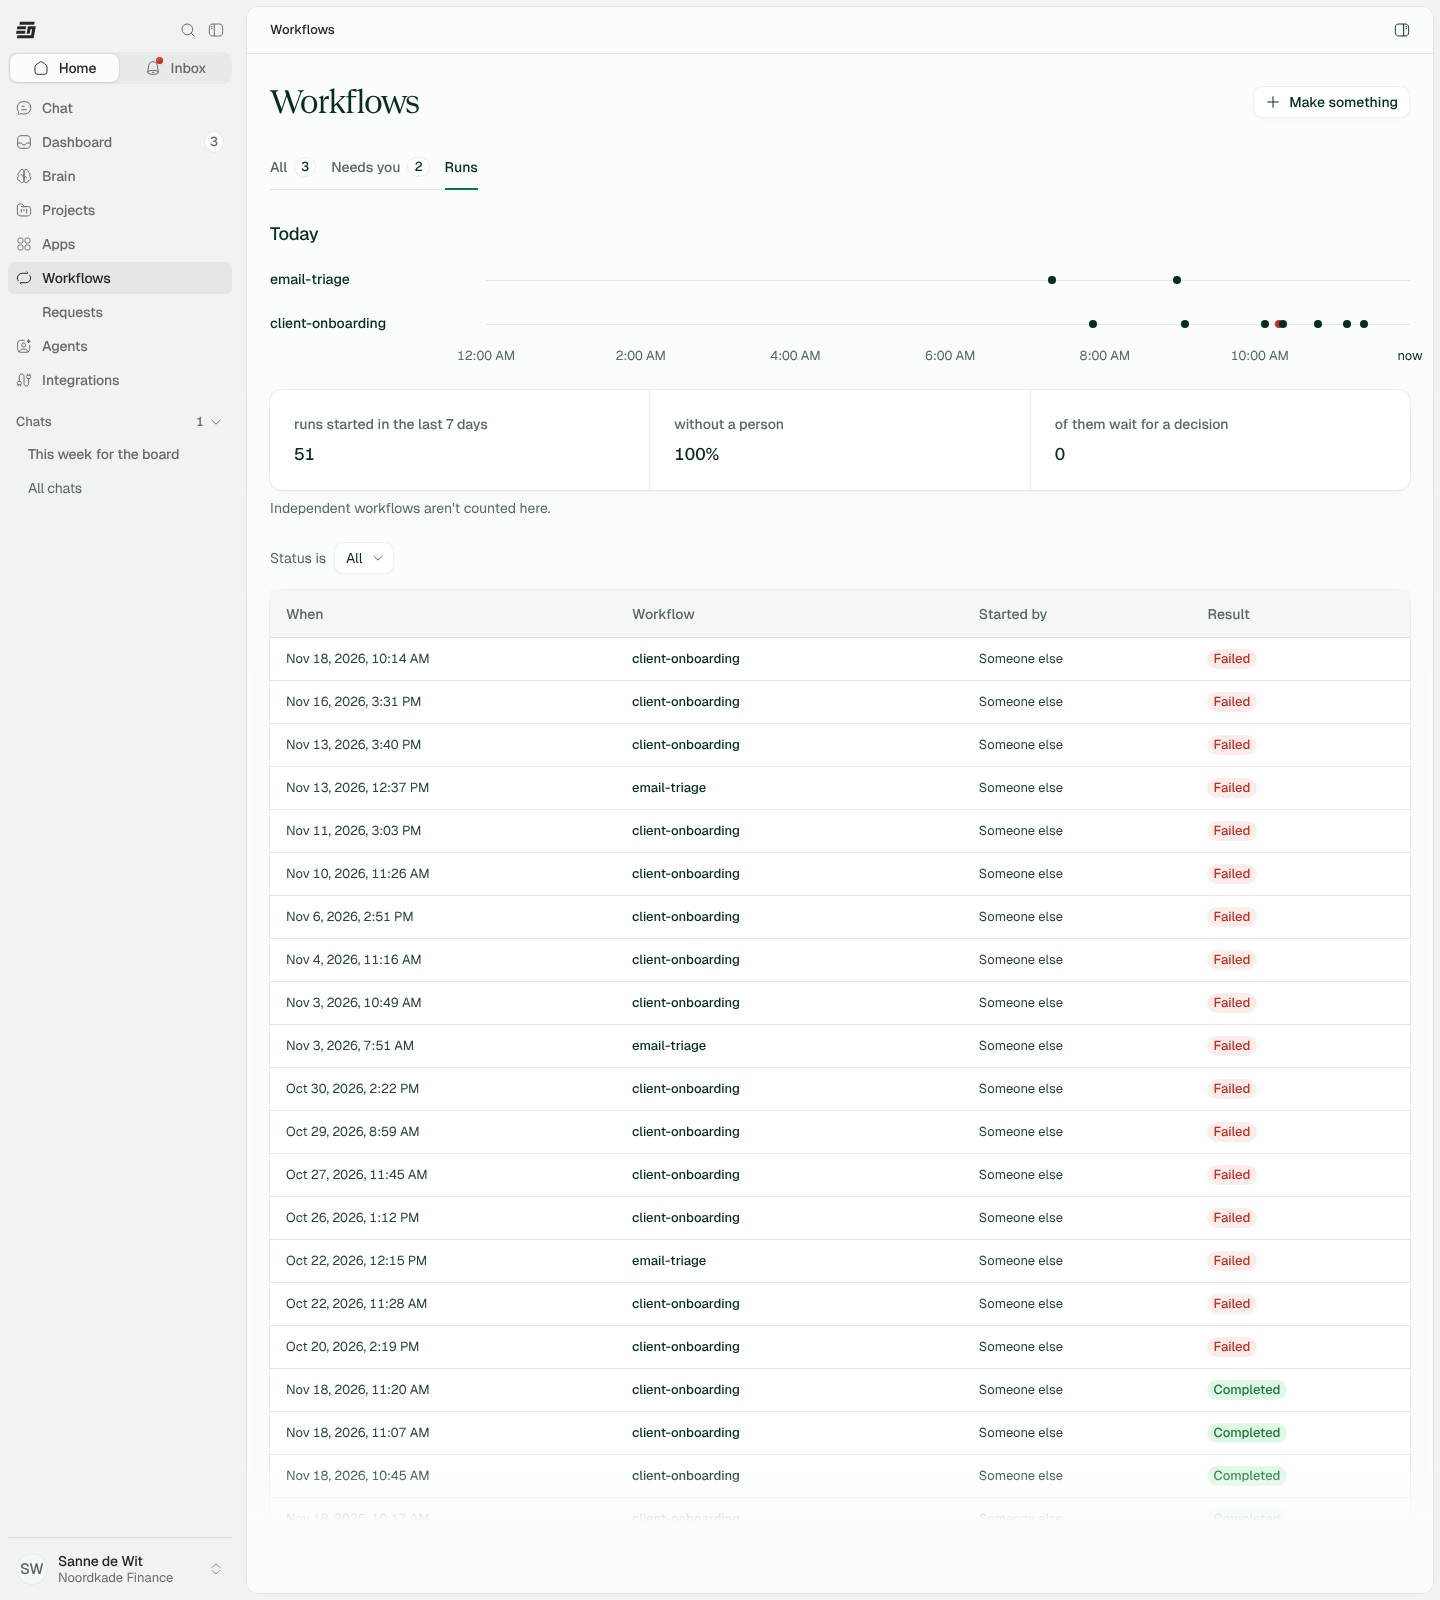 Workflows
Home
Inbox
Chat
Dashboard 3
Brain
Projects
Apps
Workflows
Requests
Agents
Integrations
Chats 1
This week for the board
All chats
SW
Sanne de Wit
Noordkade Finance
Workflows
Make something
All 3 Needs you 2 Runs
Today
email-triage
client-onboarding
12:00 AM 2:00 AM 4:00 AM 6:00 AM 8:00 AM 10:00 AM now
runs started in the last 7 days
51
without a person
100%
of them wait for a decision
0
Independent workflows aren't counted here.
Status is All
When Workflow Started by Result
Nov 18, 2026, 10:14 AM client-onboarding Someone else Failed
Nov 16, 2026, 3:31 PM client-onboarding Someone else Failed
Nov 13, 2026, 3:40 PM client-onboarding Someone else Failed
Nov 13, 2026, 12:37 PM email-triage Someone else Failed
Nov 11, 2026, 3:03 PM client-onboarding Someone else Failed
Nov 10, 2026, 11:26 AM client-onboarding Someone else Failed
Nov 6, 2026, 2:51 PM client-onboarding Someone else Failed
Nov 4, 2026, 11:16 AM client-onboarding Someone else Failed
Nov 3, 2026, 10:49 AM client-onboarding Someone else Failed
Nov 3, 2026, 7:51 AM email-triage Someone else Failed
Oct 30, 2026, 2:22 PM client-onboarding Someone else Failed
Oct 29, 2026, 8:59 AM client-onboarding Someone else Failed
Oct 27, 2026, 11:45 AM client-onboarding Someone else Failed
Oct 26, 2026, 1:12 PM client-onboarding Someone else Failed
Oct 22, 2026, 12:15 PM email-triage Someone else Failed
Oct 22, 2026, 11:28 AM client-onboarding Someone else Failed
Oct 20, 2026, 2:19 PM client-onboarding Someone else Failed
Nov 18, 2026, 11:20 AM client-onboarding Someone else Completed
Nov 18, 2026, 11:07 AM client-onboarding Someone else Completed
Nov 18, 2026, 10:45 AM client-onboarding Someone else Completed
Nov 18, 2026, 10:17 AM client-onboarding Someone else Completed